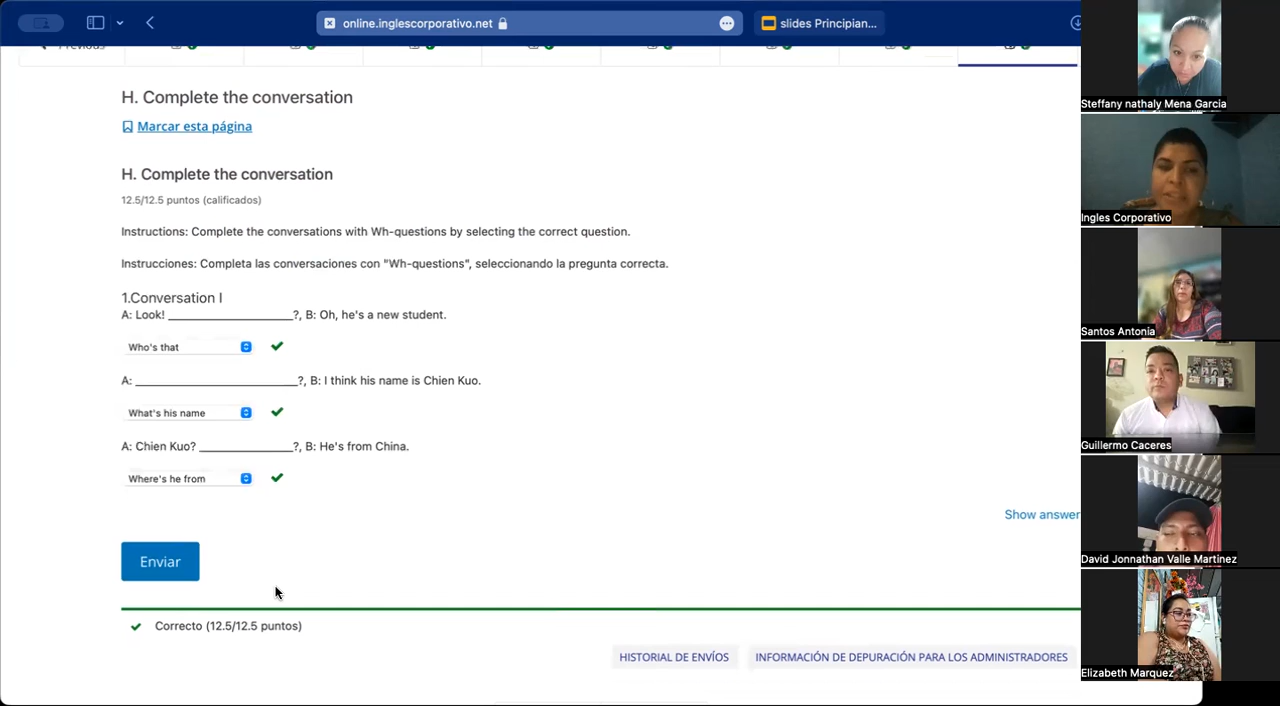 online.inglescorporativo.net
slides Principian...
Previous
H. Complete the conversation
Marcar esta página
H. Complete the conversation
12.5/12.5 puntos (calificados)
Instructions: Complete the conversations with Wh-questions by selecting the correct question.
Instrucciones: Completa las conversaciones con "Wh-questions", seleccionando la pregunta correcta.
1.Conversation I
A: Look! ____________________?, B: Oh, he's a new student.
Who's that
A: __________________________?, B: I think his name is Chien Kuo.
What's his name
A: Chien Kuo? _______________?, B: He's from China.
Where's he from
Show answer
Enviar
Correcto (12.5/12.5 puntos)
HISTORIAL DE ENVÍOS
INFORMACIÓN DE DEPURACIÓN PARA LOS ADMINISTRADORES
Steffany nathaly Mena Garcia
Ingles Corporativo
Santos Antonia
Guillermo Caceres
David Jonnathan Valle Martinez
Elizabeth Marquez